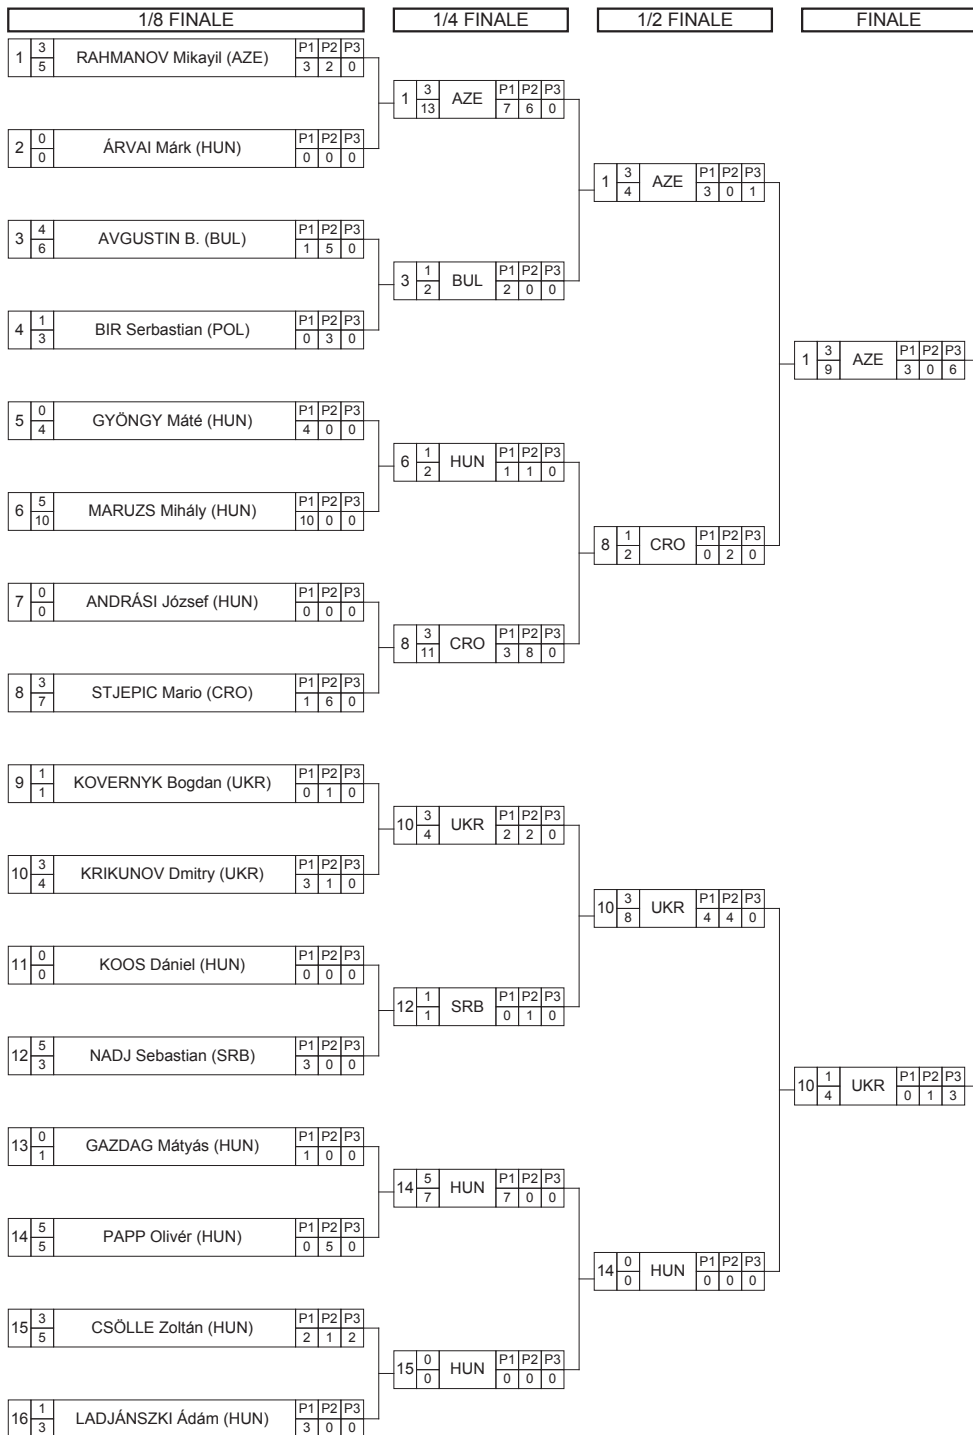 1/8 FINALE 1/4 FINALE 1/2 FINALE FINALE
1 3 5 RAHMANOV Mikayil (AZE) P1 P2 P3 3 2 0
1 3 13 AZE P1 P2 P3 7 6 0
2 0 0 ÁRVAI Márk (HUN) P1 P2 P3 0 0 0
1 3 4 AZE P1 P2 P3 3 0 1
3 4 6 AVGUSTIN B. (BUL) P1 P2 P3 1 5 0
3 1 2 BUL P1 P2 P3 2 0 0
4 1 3 BIR Serbastian (POL) P1 P2 P3 0 3 0
1 3 9 AZE P1 P2 P3 3 0 6
5 0 4 GYÖNGY Máté (HUN) P1 P2 P3 4 0 0
6 1 2 HUN P1 P2 P3 1 1 0
6 5 10 MARUZS Mihály (HUN) P1 P2 P3 10 0 0
8 1 2 CRO P1 P2 P3 0 2 0
7 0 0 ANDRÁSI József (HUN) P1 P2 P3 0 0 0
8 3 11 CRO P1 P2 P3 3 8 0
8 3 7 STJEPIC Mario (CRO) P1 P2 P3 1 6 0
9 1 1 KOVERNYK Bogdan (UKR) P1 P2 P3 0 1 0
10 3 4 UKR P1 P2 P3 2 2 0
10 3 4 KRIKUNOV Dmitry (UKR) P1 P2 P3 3 1 0
10 3 8 UKR P1 P2 P3 4 4 0
11 0 0 KOOS Dániel (HUN) P1 P2 P3 0 0 0
12 1 1 SRB P1 P2 P3 0 1 0
12 5 3 NADJ Sebastian (SRB) P1 P2 P3 3 0 0
10 1 4 UKR P1 P2 P3 0 1 3
13 0 1 GAZDAG Mátyás (HUN) P1 P2 P3 1 0 0
14 5 7 HUN P1 P2 P3 7 0 0
14 5 5 PAPP Olivér (HUN) P1 P2 P3 0 5 0
14 0 0 HUN P1 P2 P3 0 0 0
15 3 5 CSÖLLE Zoltán (HUN) P1 P2 P3 2 1 2
15 0 0 HUN P1 P2 P3 0 0 0
16 1 3 LADJÁNSZKI Ádám (HUN) P1 P2 P3 3 0 0